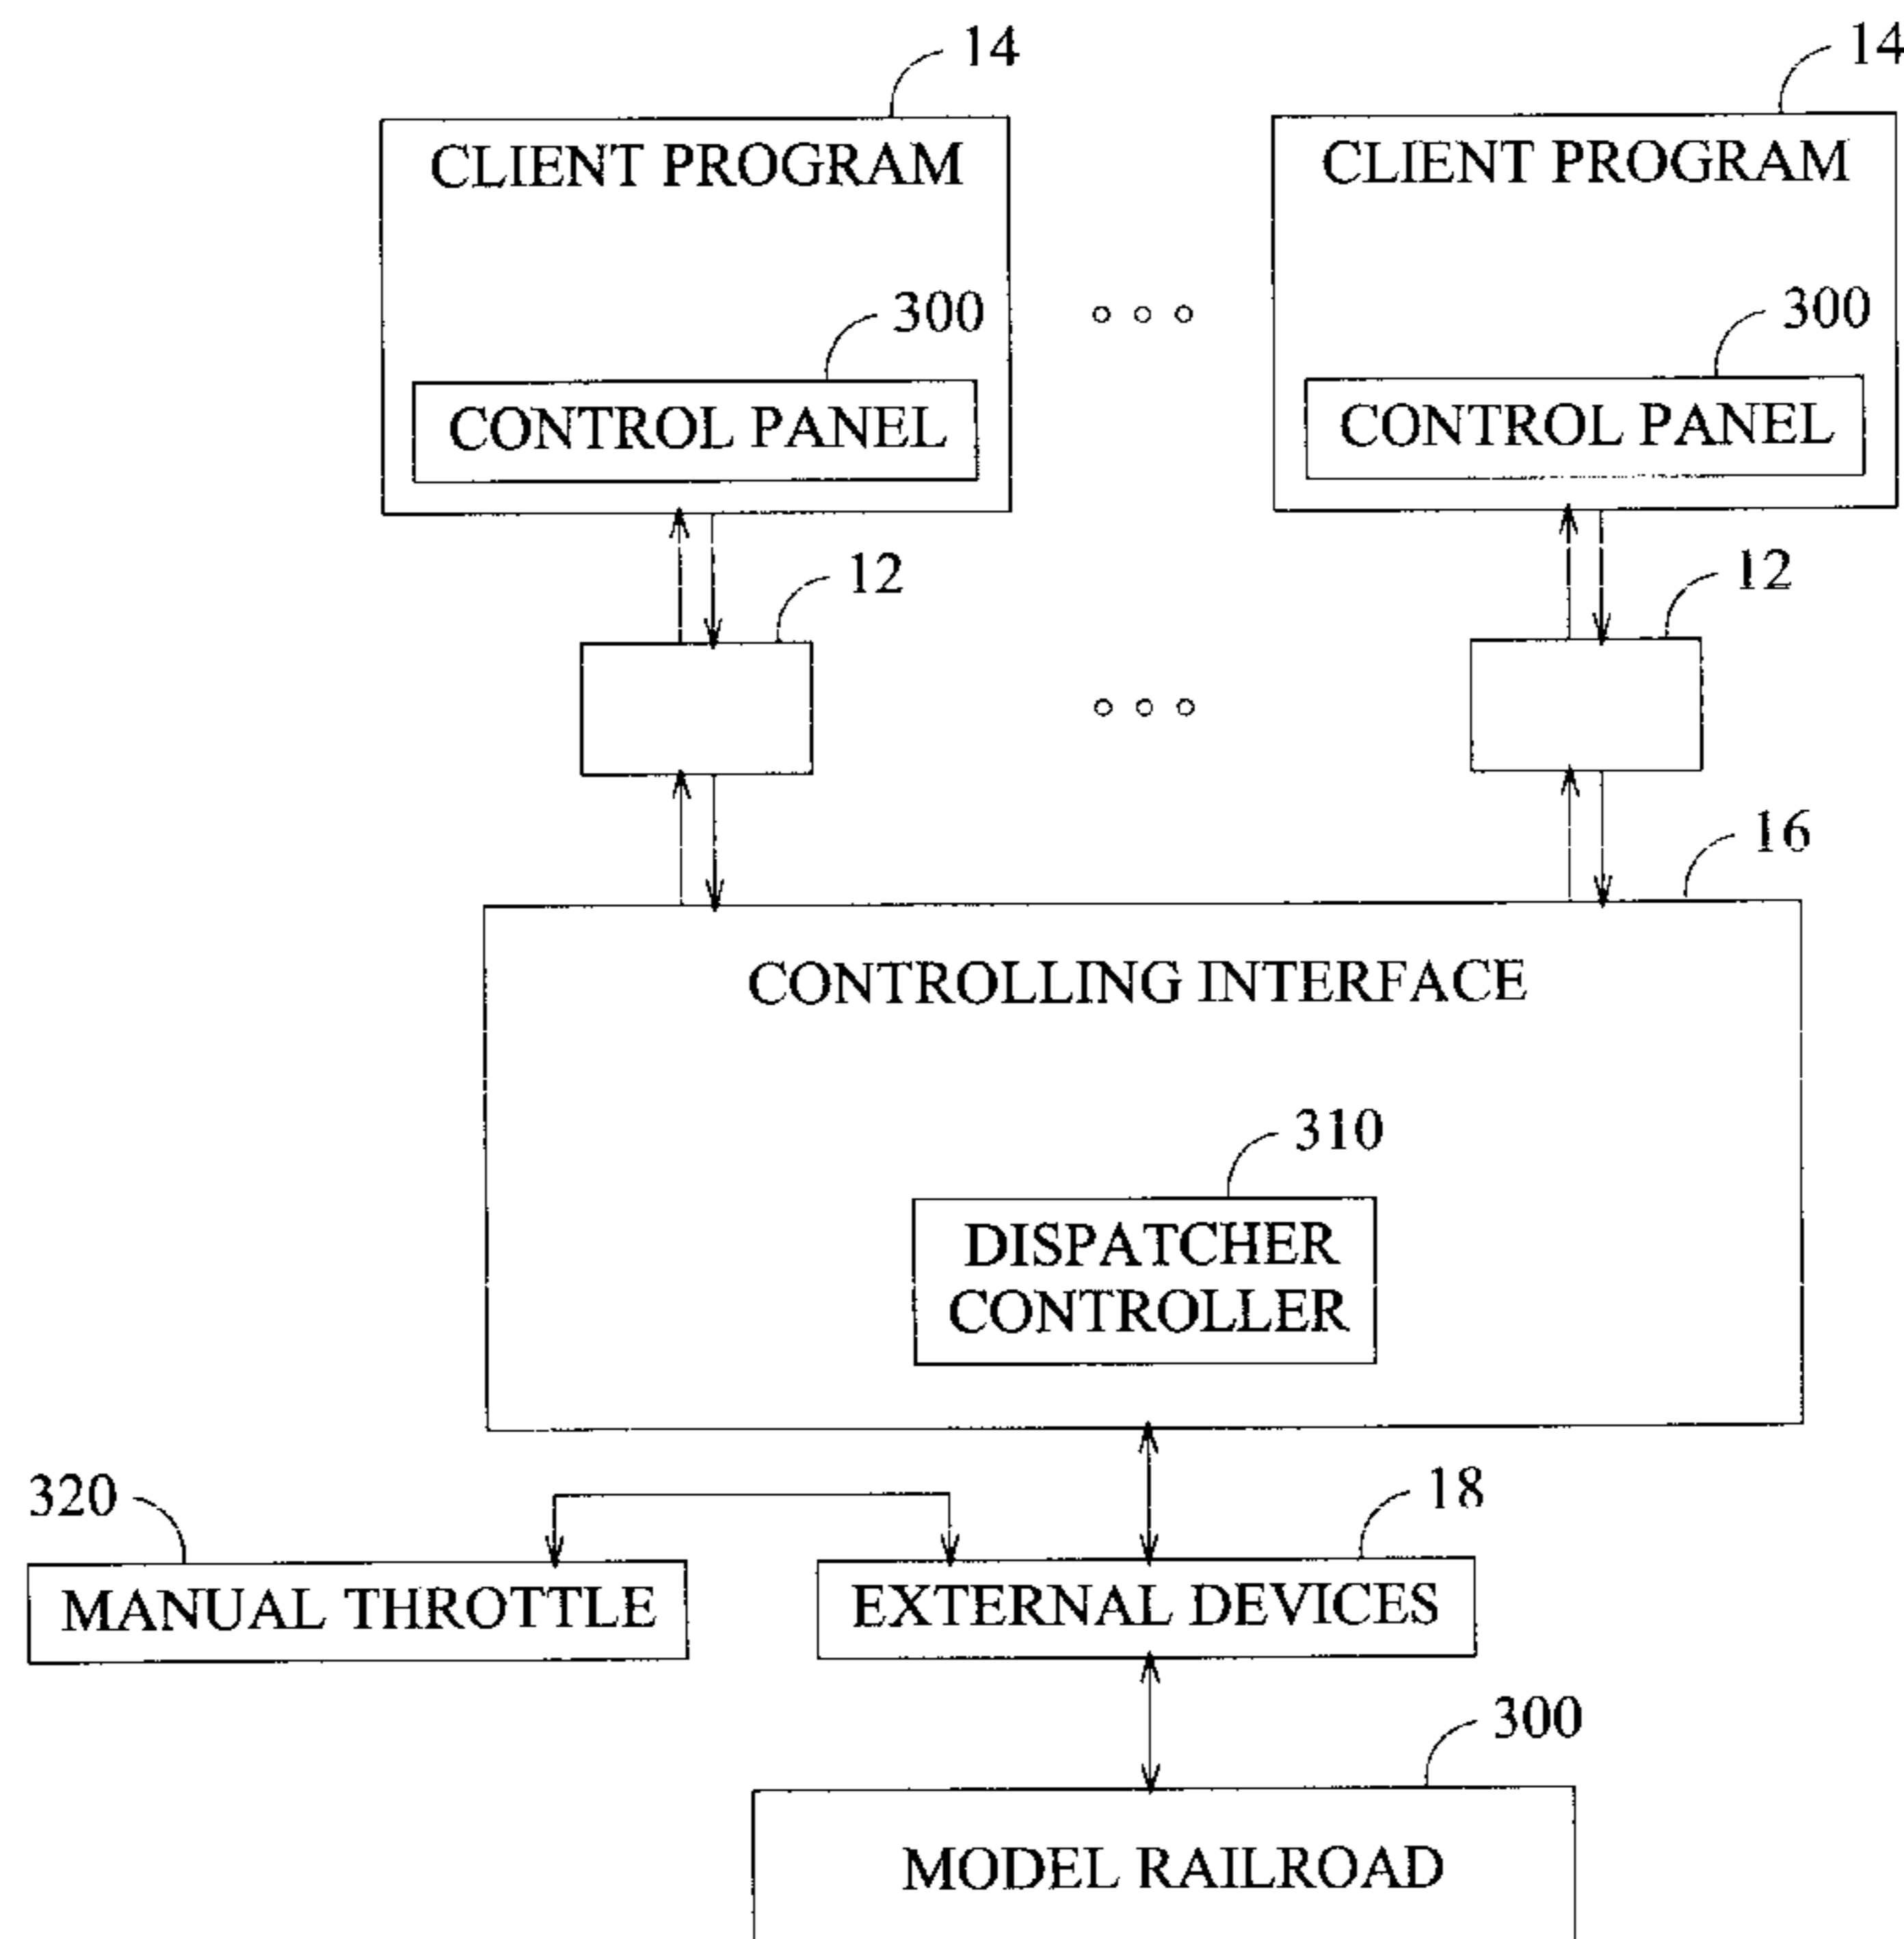 14
14
CLIENT PROGRAM
CLIENT PROGRAM
300
300
CONTROL PANEL
CONTROL PANEL
12
12
16
CONTROLLING INTERFACE
310
DISPATCHER
CONTROLLER
320
18
MANUAL THROTTLE
EXTERNAL DEVICES
300
MODEL RAILROAD